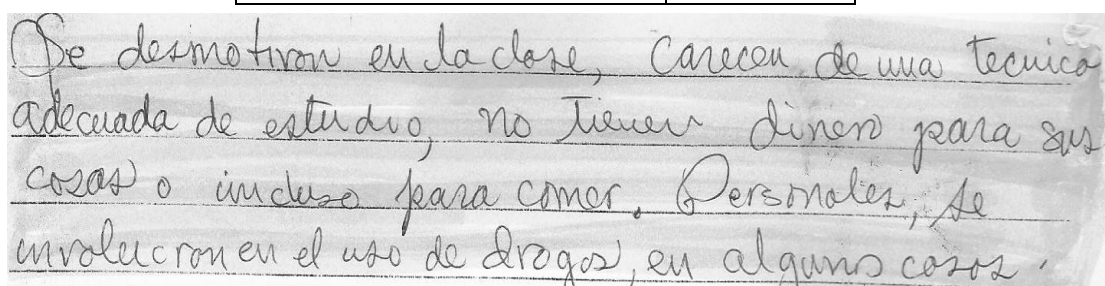 Se desmotivan en la clase, carecen de una tecnica
adecuada de estudio, no tienen dinero para sus
cosas o incluso para comer. Personales, se
involucran en el uso de drogas, en algunos casos.